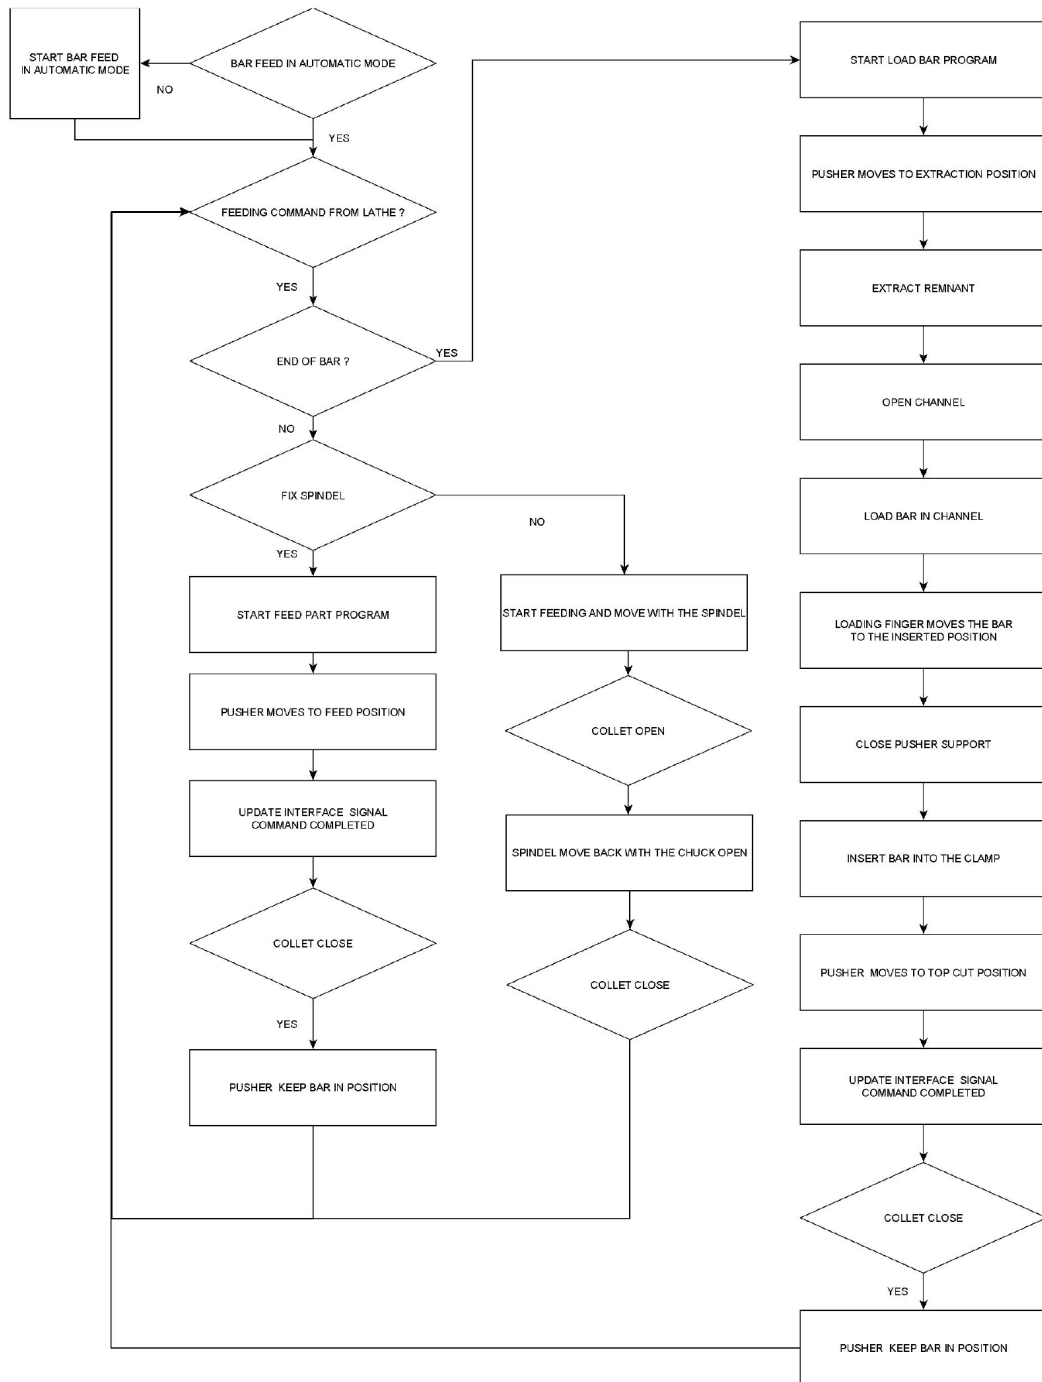 START BAR FEED
IN AUTOMATIC MODE
BAR FEED IN AUTOMATIC MODE
NO
YES
FEEDING COMMAND FROM LATHE ?
YES
END OF BAR ?
YES
NO
FIX SPINDEL
NO
YES
START FEED PART PROGRAM
PUSHER MOVES TO FEED POSITION
UPDATE INTERFACE SIGNAL
COMMAND COMPLETED
COLLET CLOSE
YES
PUSHER KEEP BAR IN POSITION
START FEEDING AND MOVE WITH THE SPINDEL
COLLET OPEN
SPINDEL MOVE BACK WITH THE CHUCK OPEN
COLLET CLOSE
START LOAD BAR PROGRAM
PUSHER MOVES TO EXTRACTION POSITION
EXTRACT REMNANT
OPEN CHANNEL
LOAD BAR IN CHANNEL
LOADING FINGER MOVES THE BAR
TO THE INSERTED POSITION
CLOSE PUSHER SUPPORT
INSERT BAR INTO THE CLAMP
PUSHER MOVES TO TOP CUT POSITION
UPDATE INTERFACE SIGNAL
COMMAND COMPLETED
COLLET CLOSE
YES
PUSHER KEEP BAR IN POSITION